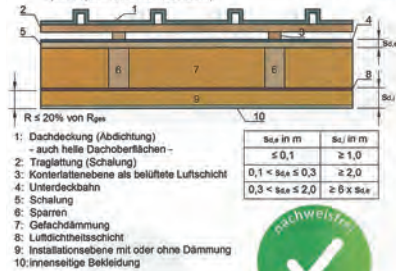 2
1
4
5
3
Sd,e
6
7
6
8
9
Sd,i
R ≤ 20% von Rges
10
1: Dachdeckung (Abdichtung)
- auch helle Dachoberflächen -
2: Traglattung (Schalung)
3: Konterlattenebene als belüftete Luftschicht
4: Unterdeckbahn
5: Schalung
6: Sparren
7: Gefachdämmung
8: Luftdichtheitsschicht
9: Installationsebene mit oder ohne Dämmung
10: innenseitige Bekleidung
sd,e in m sd,i in m
≤ 0,1 ≥ 1,0
0,1 < sd,e ≤ 0,3 ≥ 2,0
0,3 < sd,e ≤ 2,0 ≥ 6 x sd,e
nachweisfrei